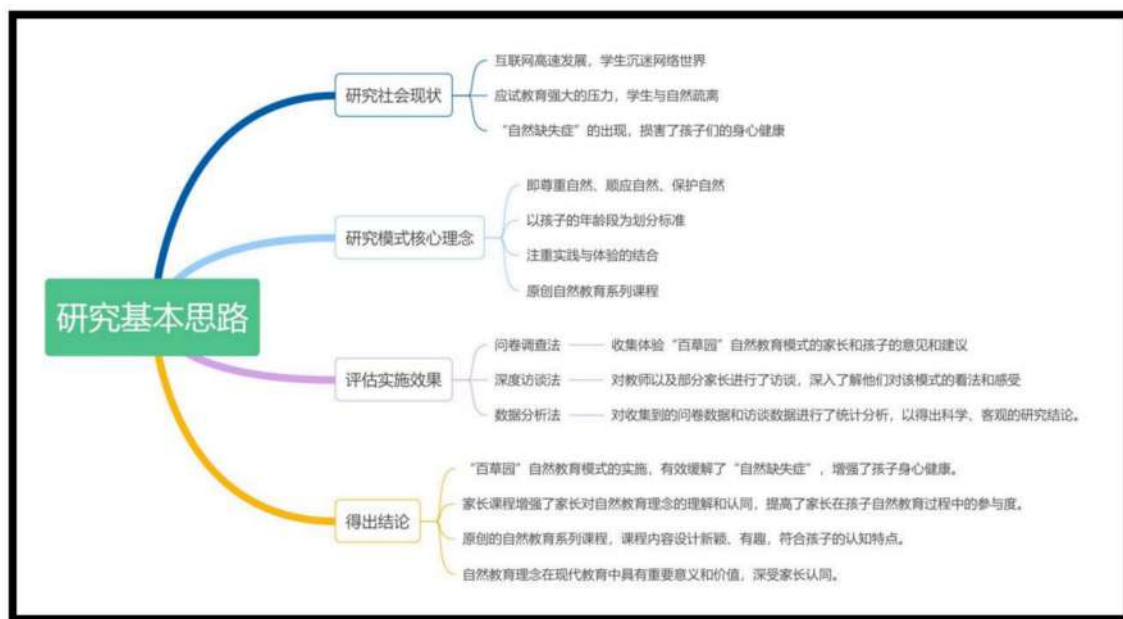 研究基本思路
研究社会现状
互联网高速发展，学生沉迷网络世界
应试教育强大的压力，学生与自然疏离
“自然缺失症”的出现，损害了孩子们的身心健康
研究模式核心理念
即尊重自然、顺应自然、保护自然
以孩子的年龄段为划分标准
注重实践与体验的结合
原创自然教育系列课程
评估实施效果
问卷调查法
收集体验“百草园”自然教育模式的家长和孩子的意见和建议
深度访谈法
对教师以及部分家长进行了访谈，深入了解他们对该模式的看法和感受
数据分析法
对收集到的问卷数据和访谈数据进行了统计分析，以得出科学、客观的研究结论。
得出结论
“百草园”自然教育模式的实施，有效缓解了“自然缺失症”，增强了孩子身心健康。
家长课程增强了家长对自然教育理念的理解和认同，提高了家长在孩子自然教育过程中的参与度。
原创的自然教育系列课程，课程内容设计新颖、有趣，符合孩子的认知特点。
自然教育理念在现代教育中具有重要意义和价值，深受家长认同。